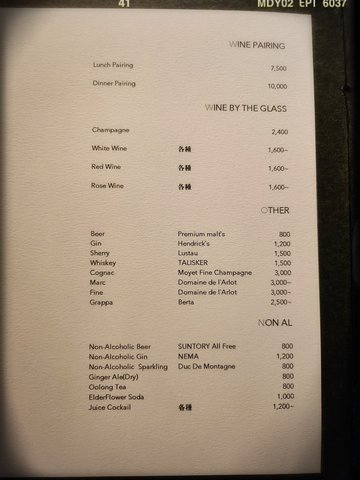 41 MDY02 EPT 6037
WINE PAIRING
Lunch Pairing 7,500
Dinner Pairing 10,000
WINE BY THE GLASS
Champagne 2,400
White Wine 各種 1,600~
Red Wine 各種 1,600~
Rose Wine 各種 1,600~
OTHER
Beer Premium malt's 800
Gin Hendrick's 1,200
Sherry Lustau 1,500
Whiskey TALISKER 1,500
Cognac Moyet Fine Champagne 3,000
Marc Domaine de l'Arlot 3,000~
Fine Domaine de l'Arlot 3,000~
Grappa Berta 2,500~
NON AL
Non-Alcoholic Beer SUNTORY All Free 800
Non-Alcoholic Gin NEMA 1,200
Non-Alcoholic Sparkling Duc De Montagne 800
Ginger Ale(Dry) 800
Oolong Tea 800
ElderFlower Soda 1,000
Juice Cockail 各種 1,200~